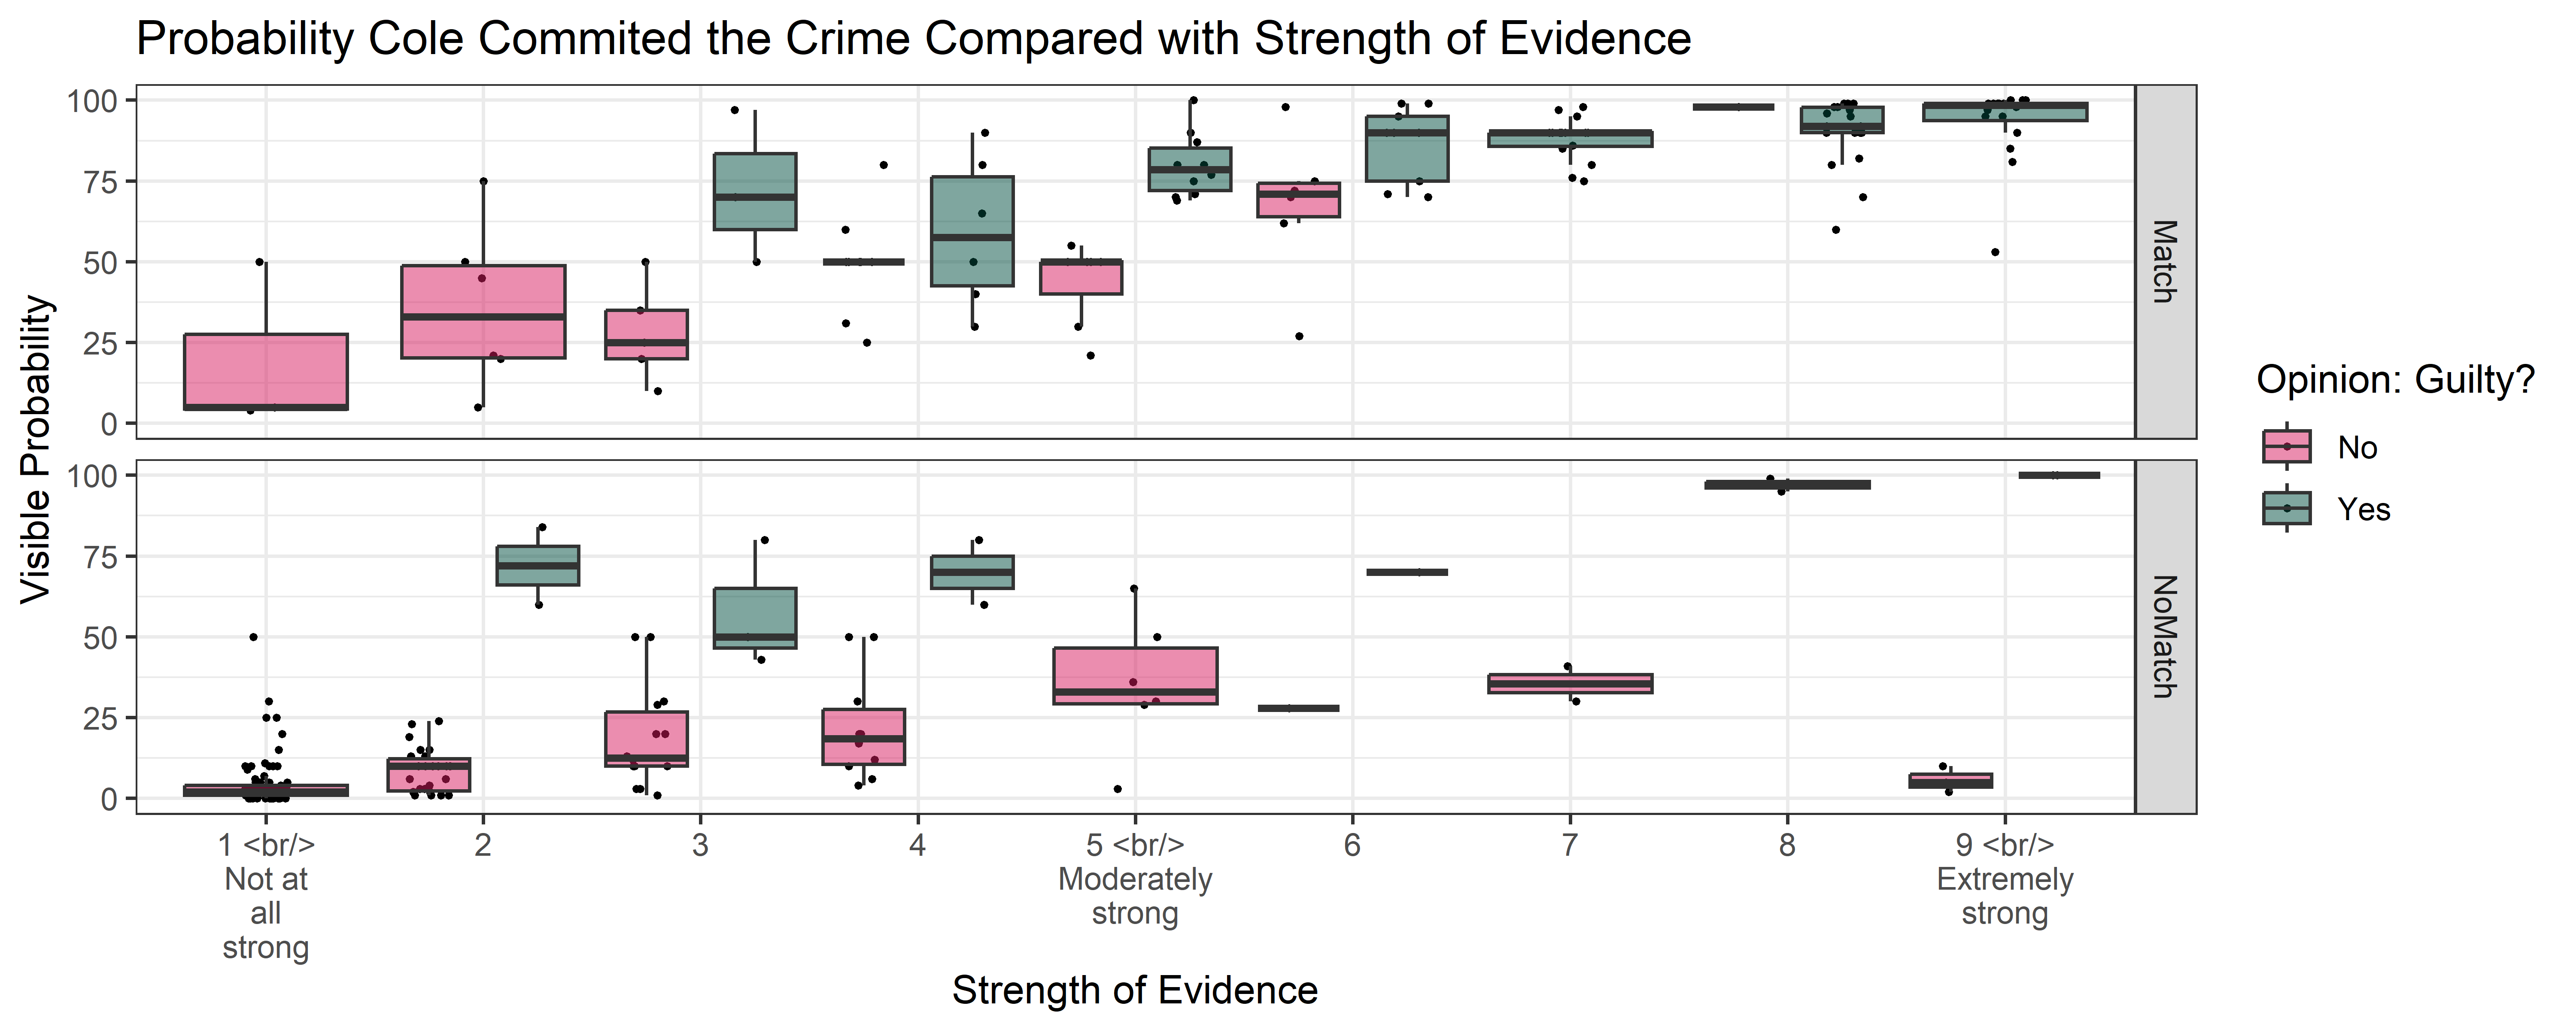 Probability Cole Commited the Crime Compared with Strength of Evidence
Visible Probability
100
75
50
25
0
Match
100
75
50
25
0
NoMatch
1 <br/>
Not at
all
strong
2
3
4
5 <br/>
Moderately
strong
6
7
8
9 <br/>
Extremely
strong
Strength of Evidence
Opinion: Guilty?
No
Yes